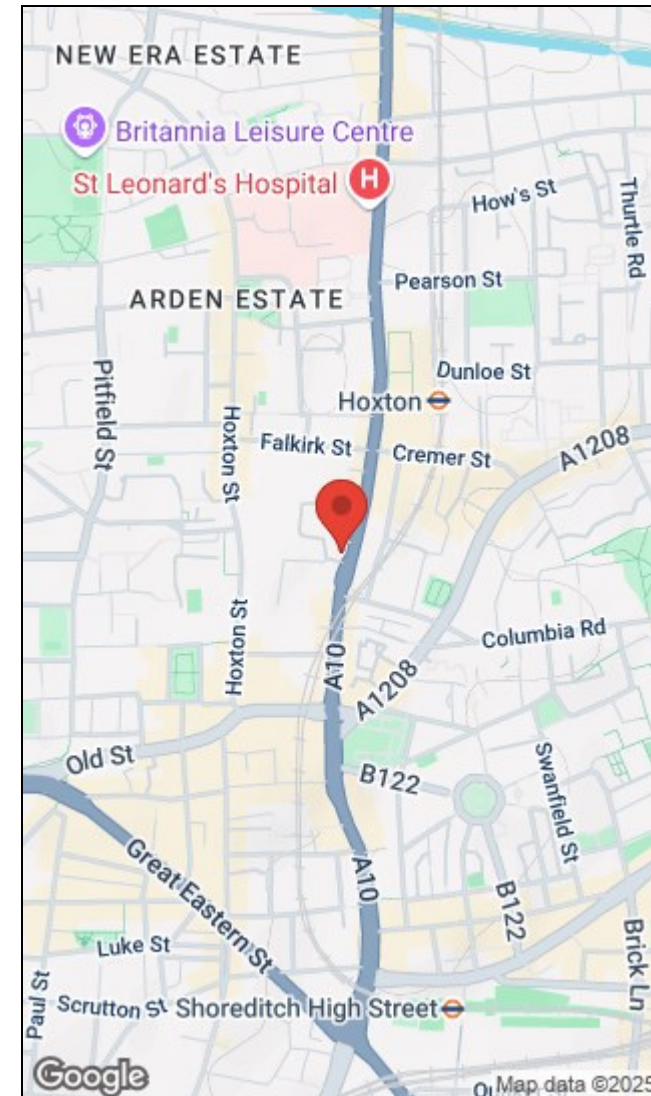 NEW ERA ESTATE
Britannia Leisure Centre
St Leonard's Hospital H
How's St
Thurtle Rd
Pearson St
ARDEN ESTATE
Pitfield St
Dunloe St
Hoxton
Hoxton St
Falkirk St
Cremer St
A1208
Hoxton St
Columbia Rd
A10
A1208
Old St
B122
Swanfield St
Great Eastern St
A10
B122
Luke St
Brick Ln
Paul St
Scrutton St
Shoreditch High Street
Google
Map data ©2025